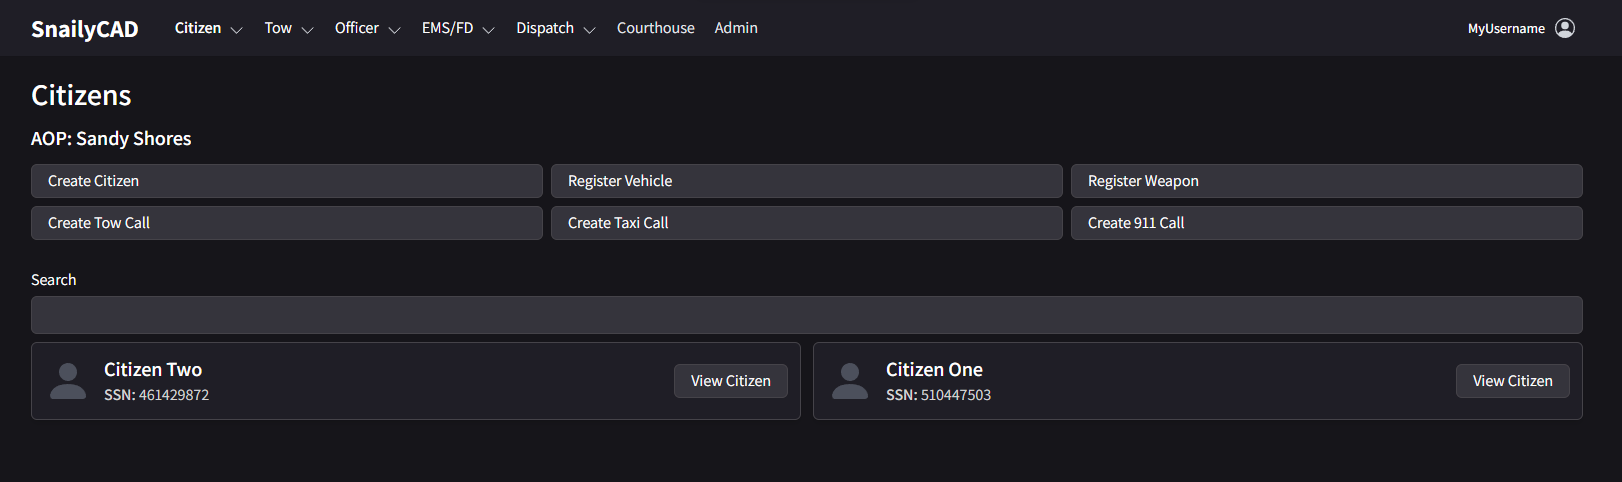 SnailyCAD Citizen Tow Officer EMS/FD Dispatch Courthouse Admin MyUsername
Citizens
AOP: Sandy Shores
Create Citizen Register Vehicle Register Weapon
Create Tow Call Create Taxi Call Create 911 Call
Search
Citizen Two
SSN: 461429872
View Citizen
Citizen One
SSN: 510447503
View Citizen